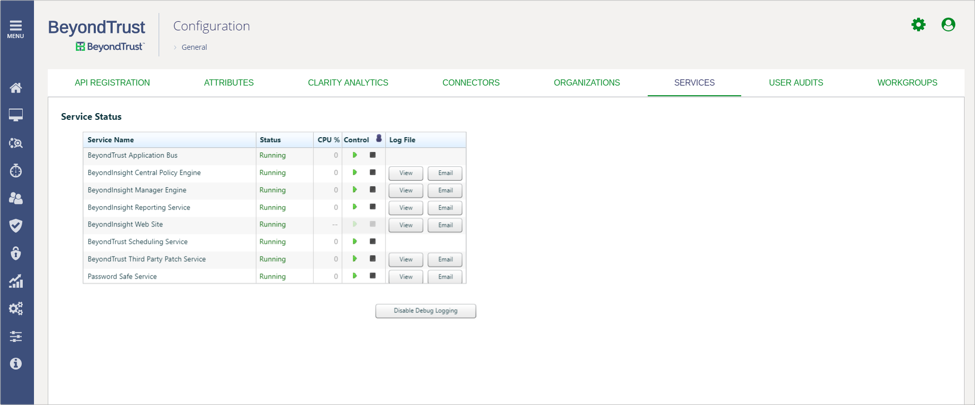 MENU
BeyondTrust
BeyondTrust
Configuration
General
API REGISTRATION ATTRIBUTES CLARITY ANALYTICS CONNECTORS ORGANIZATIONS SERVICES USER AUDITS WORKGROUPS
Service Status
Service Name Status CPU % Control Log File
BeyondTrust Application Bus Running 0
BeyondInsight Central Policy Engine Running 0 View Email
BeyondInsight Manager Engine Running 0 View Email
BeyondInsight Reporting Service Running 0 View Email
BeyondInsight Web Site Running -- View Email
BeyondTrust Scheduling Service Running 0
BeyondTrust Third Party Patch Service Running 0 View Email
Password Safe Service Running 0 View Email
Disable Debug Logging